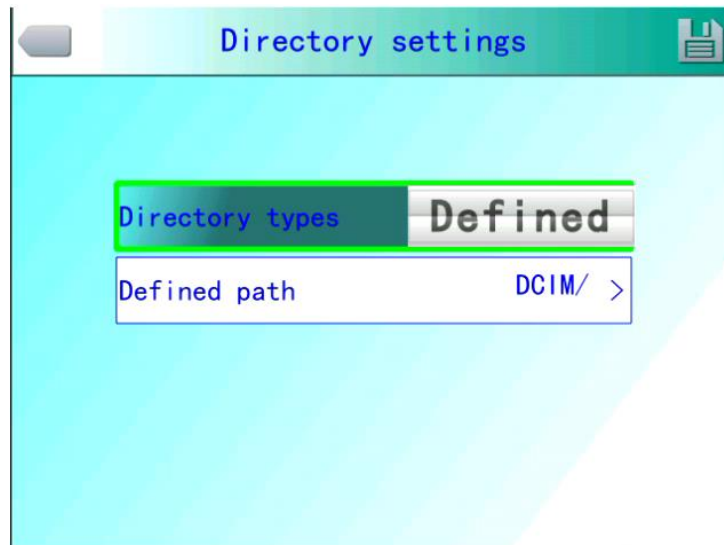 Directory settings
Directory types Defined
Defined path DCIM/ >